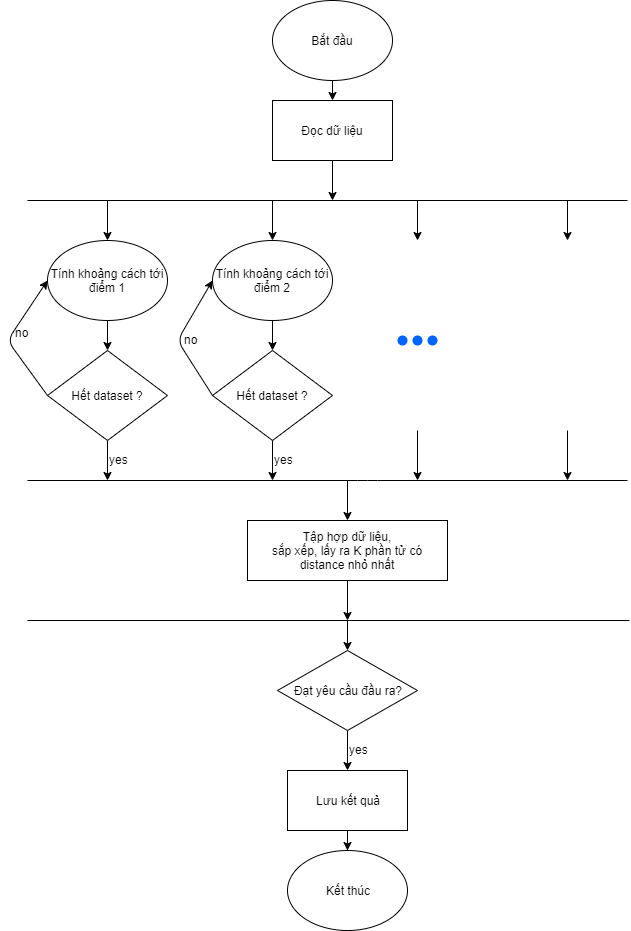 Bắt đầu
Đọc dữ liệu
Tính khoảng cách tới
điểm 1
Tính khoảng cách tới
điểm 2
no
no
Hết dataset ?
Hết dataset ?
yes
yes
Tập hợp dữ liệu,
sắp xếp, lấy ra K phần tử có
distance nhỏ nhất
Đạt yêu cầu đầu ra?
yes
Lưu kết quả
Kết thúc